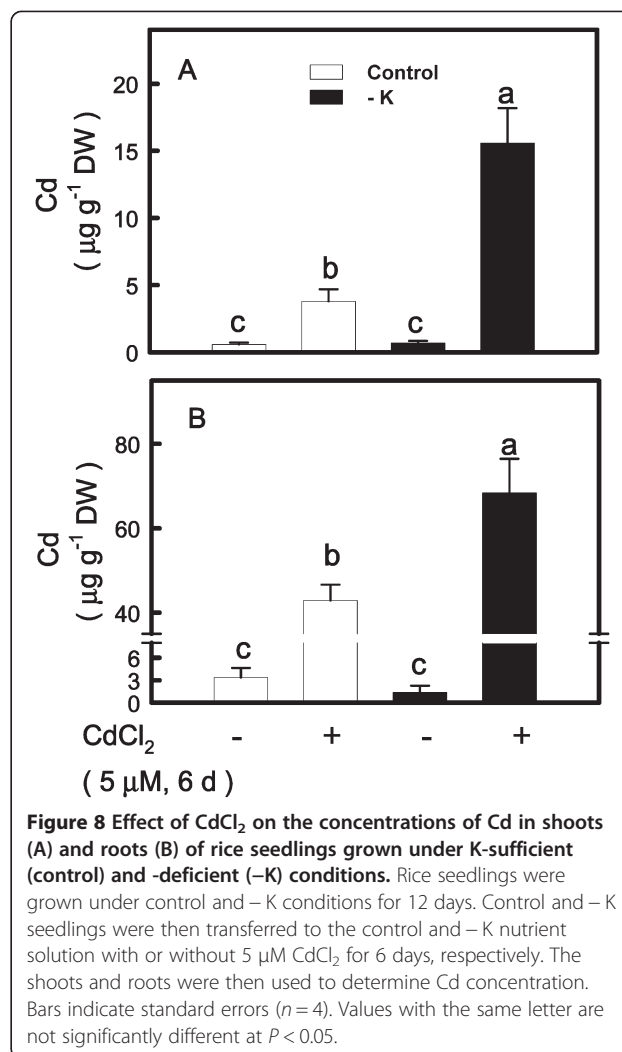 A
Control
- K
20
15
10
5
0
Cd
( µg g⁻¹ DW )
c
b
c
a
B
80
60
40
6
3
0
Cd
( µg g⁻¹ DW )
c
b
c
a
CdCl₂ - + - +
( 5 µM, 6 d )
Figure 8 Effect of CdCl₂ on the concentrations of Cd in shoots
(A) and roots (B) of rice seedlings grown under K-sufficient
(control) and -deficient (−K) conditions. Rice seedlings were
grown under control and − K conditions for 12 days. Control and − K
seedlings were then transferred to the control and − K nutrient
solution with or without 5 µM CdCl₂ for 6 days, respectively. The
shoots and roots were then used to determine Cd concentration.
Bars indicate standard errors (n = 4). Values with the same letter are
not significantly different at P < 0.05.